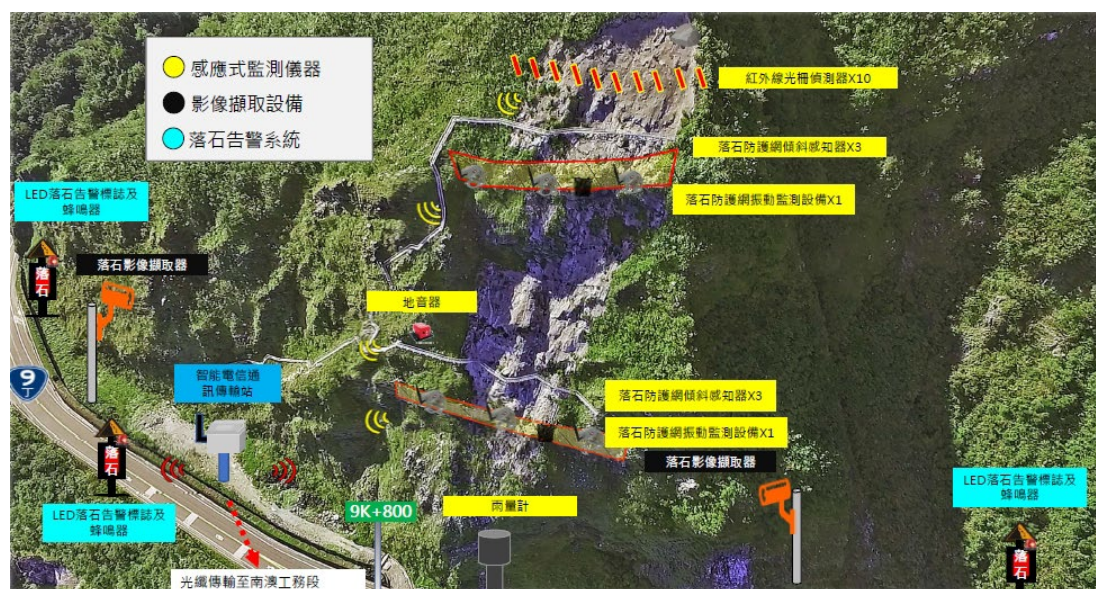 感應式監測儀器
影像擷取設備
落石告警系統
紅外線光柵偵測器X10
落石防護網傾斜感知器X3
落石防護網振動監測設備X1
LED落石告警標誌及
蜂鳴器
落石
落石影像擷取器
地音器
9
丁
智能電信通
訊傳輸站
落石防護網傾斜感知器X3
落石防護網振動監測設備X1
落石影像擷取器
落石
LED落石告警標誌及
蜂鳴器
9K+800
雨量計
LED落石告警標誌及
蜂鳴器
落石
光纖傳輸至南澳工務段